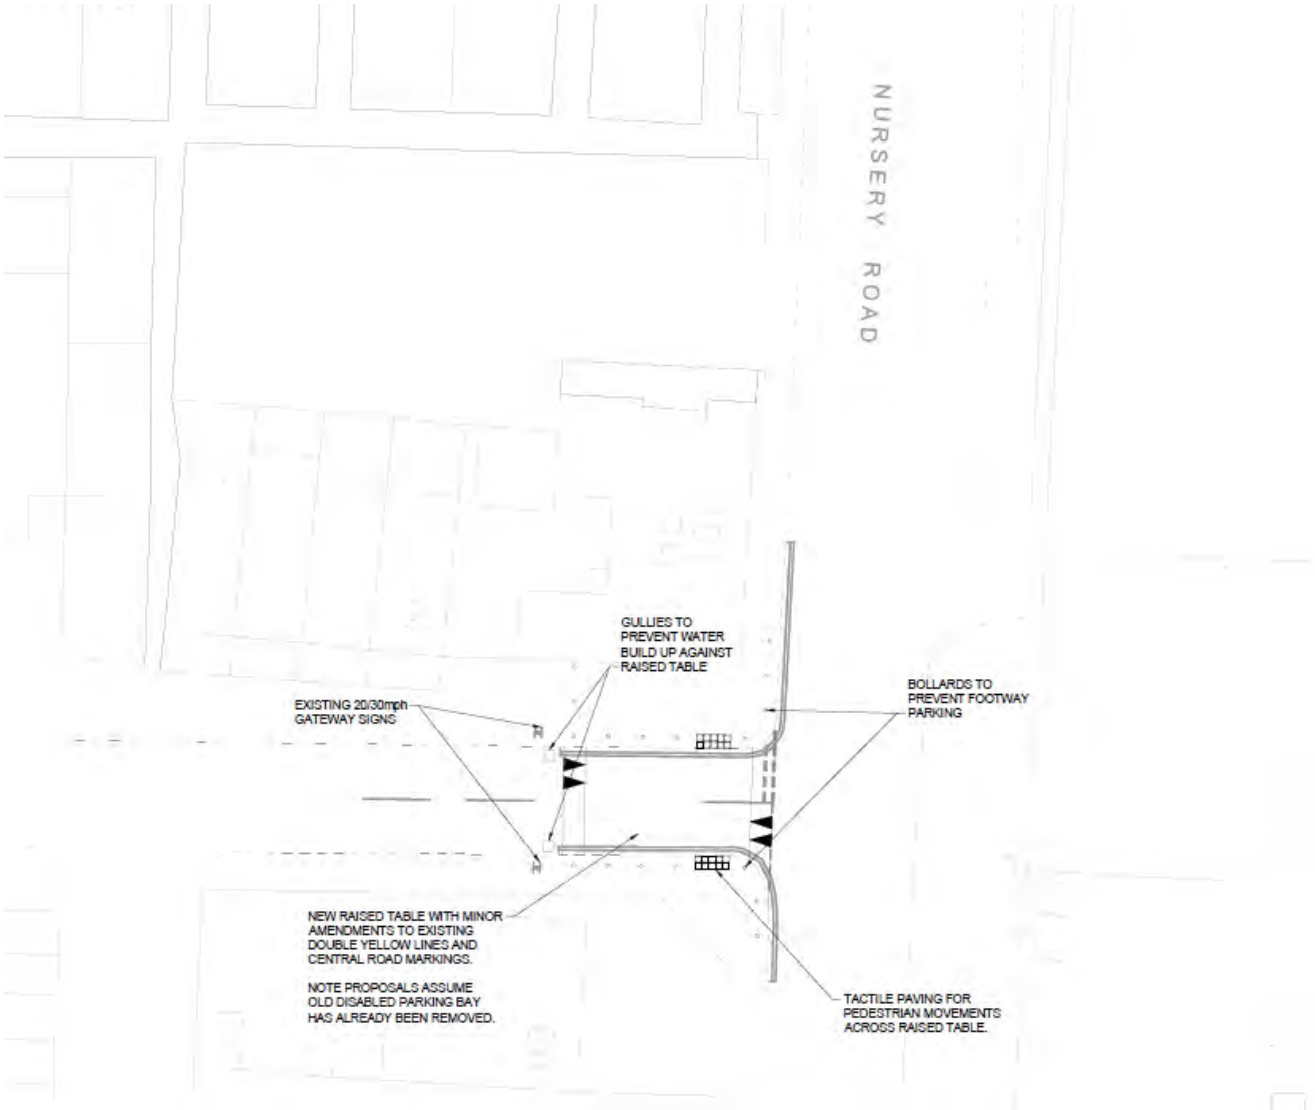 NURSERY ROAD
GULLIES TO
PREVENT WATER
BUILD UP AGAINST
RAISED TABLE
EXISTING 20/30mph
GATEWAY SIGNS
BOLLARDS TO
PREVENT FOOTWAY
PARKING
NEW RAISED TABLE WITH MINOR
AMENDMENTS TO EXISTING
DOUBLE YELLOW LINES AND
CENTRAL ROAD MARKINGS.
NOTE PROPOSALS ASSUME
OLD DISABLED PARKING BAY
HAS ALREADY BEEN REMOVED.
TACTILE PAVING FOR
PEDESTRIAN MOVEMENTS
ACROSS RAISED TABLE.